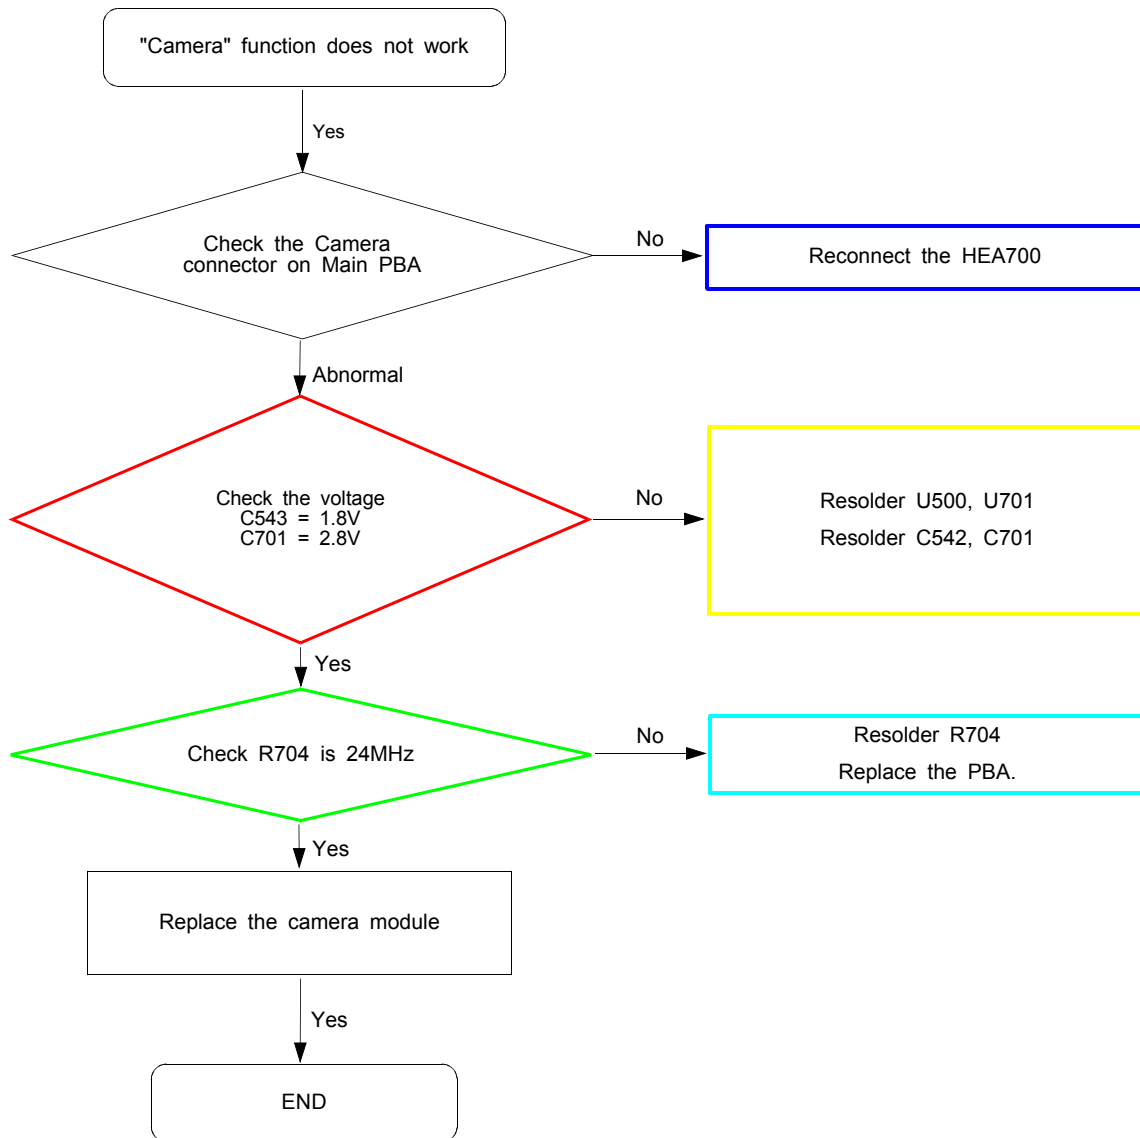 "Camera" function does not work
Yes
Check the Camera
connector on Main PBA
No
Reconnect the HEA700
Abnormal
Check the voltage
C543 = 1.8V
C701 = 2.8V
No
Resolder U500, U701
Resolder C542, C701
Yes
Check R704 is 24MHz
No
Resolder R704
Replace the PBA.
Yes
Replace the camera module
Yes
END